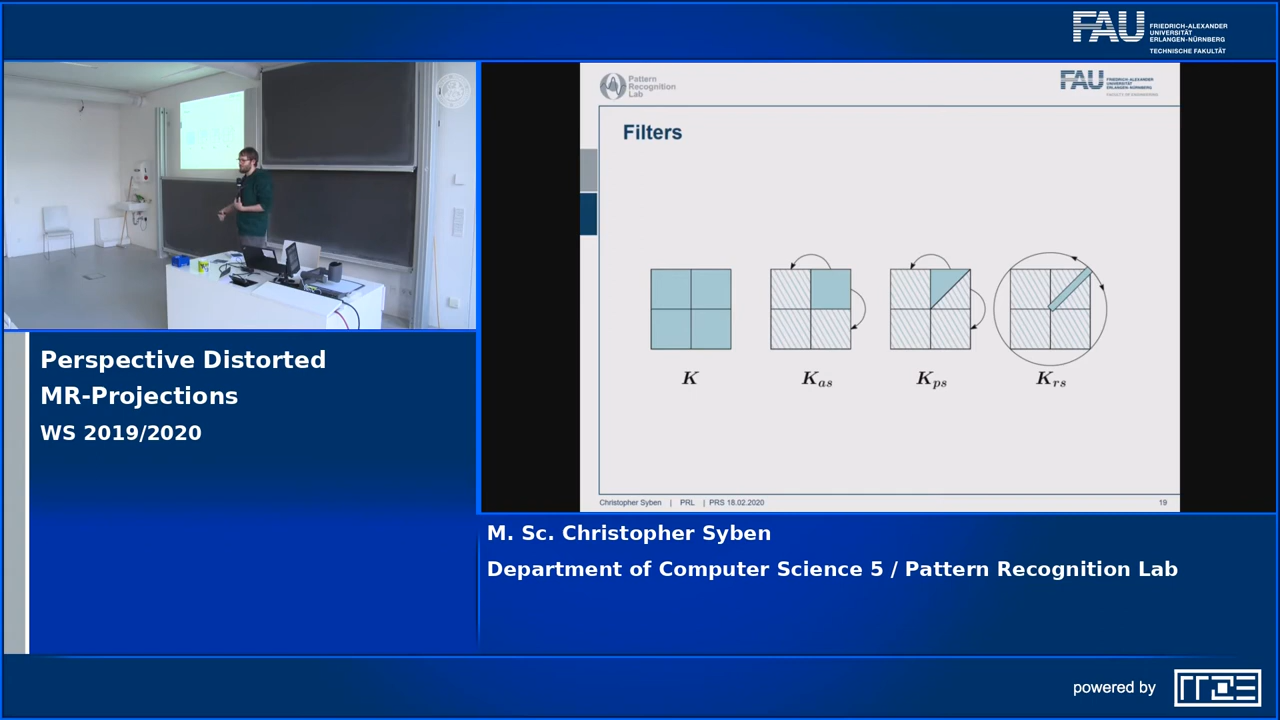 FAU
FRIEDRICH-ALEXANDER
UNIVERSITÄT
ERLANGEN-NÜRNBERG
TECHNISCHE FAKULTÄT
Pattern
Recognition
Lab
FAU
FRIEDRICH-ALEXANDER
UNIVERSITÄT
ERLANGEN-NÜRNBERG
FACULTY OF ENGINEERING
Filters
K
Kas
Kps
Krs
Christopher Syben | PRL | PRS 18.02.2020
19
Perspective Distorted
MR-Projections
WS 2019/2020
M. Sc. Christopher Syben
Department of Computer Science 5 / Pattern Recognition Lab
powered by